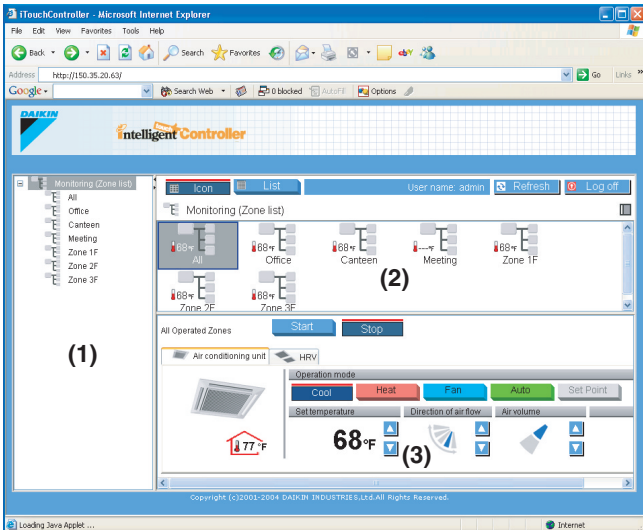 iTouchController - Microsoft Internet Explorer
File Edit View Favorites Tools Help
Back Search Favorites ebY
Address http://150.35.20.63/ Go Links »
Google Search Web 0 blocked AutoFill Options
DAIKIN
intelligent Controller
Monitoring (Zone list)
All
Office
Canteen
Meeting
Zone 1F
Zone 2F
Zone 3F
(1)
Icon List User name: admin Refresh Log off
Monitoring (Zone list)
68°F 68°F 68°F ---°F 68°F
All Office Canteen Meeting Zone 1F
(2)
68°F 68°F
Zone 2F Zone 3F
All Operated Zones Start Stop
Air conditioning unit HRV
Operation mode
Cool Heat Fan Auto Set Point
Set temperature Direction of air flow Air volume
68°F
77 °F
(3)
Copyright (c)2001-2004 DAIKIN INDUSTRIES,Ltd.All Rights Reserved.
Loading Java Applet ... Internet